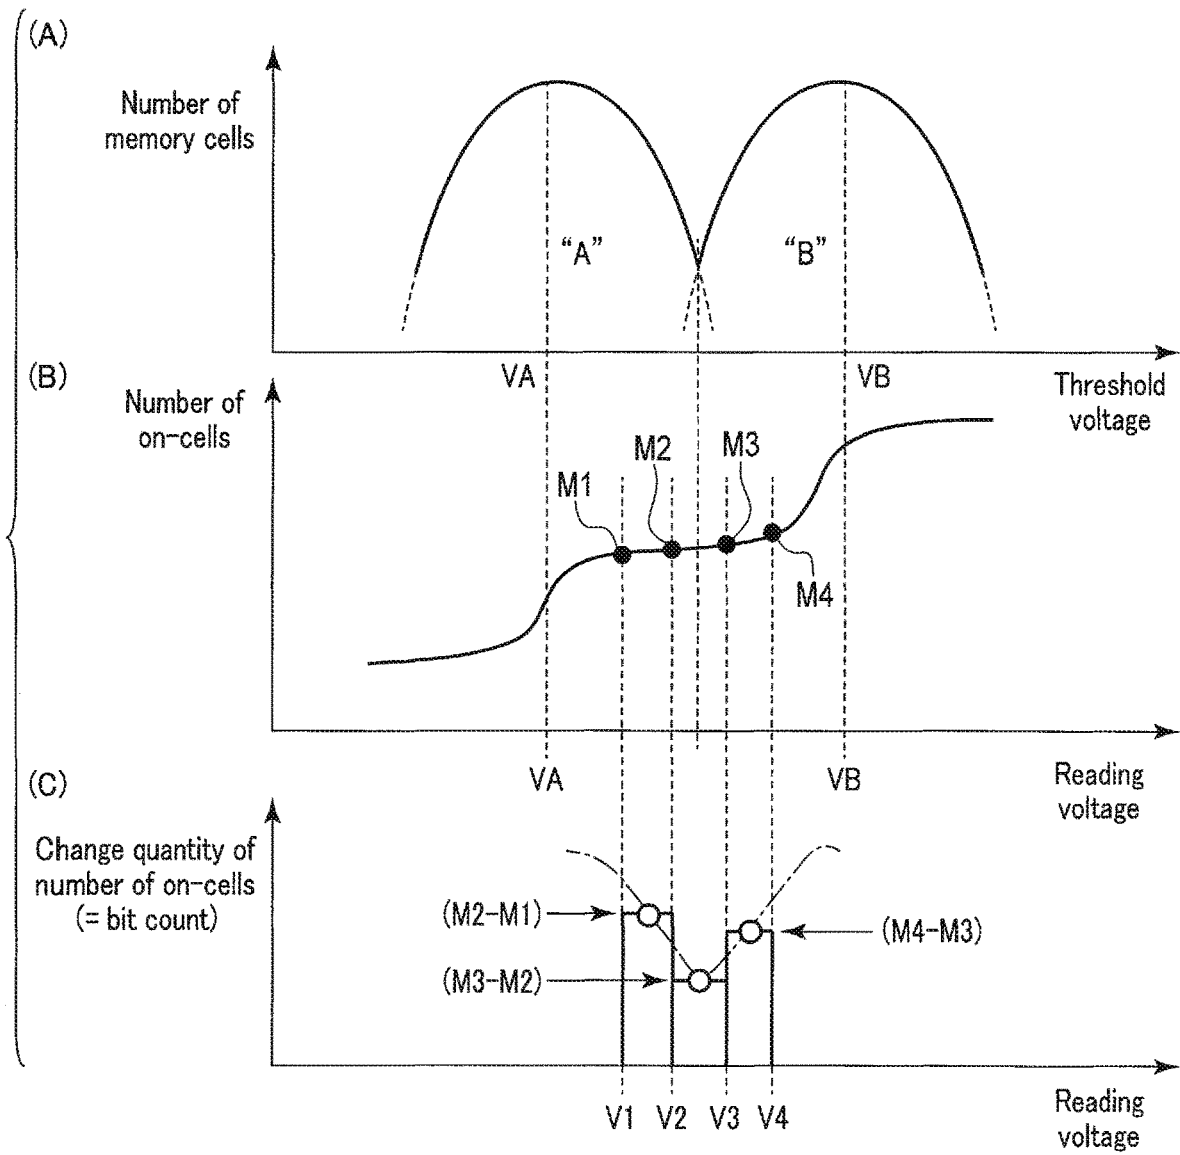 (A)
Number of
memory cells
"A"
"B"
VA
VB
Threshold
voltage
(B)
Number of
on-cells
M1
M2
M3
M4
VA
VB
Reading
voltage
(C)
Change quantity of
number of on-cells
(= bit count)
(M2-M1)
(M4-M3)
(M3-M2)
V1
V2
V3
V4
Reading
voltage